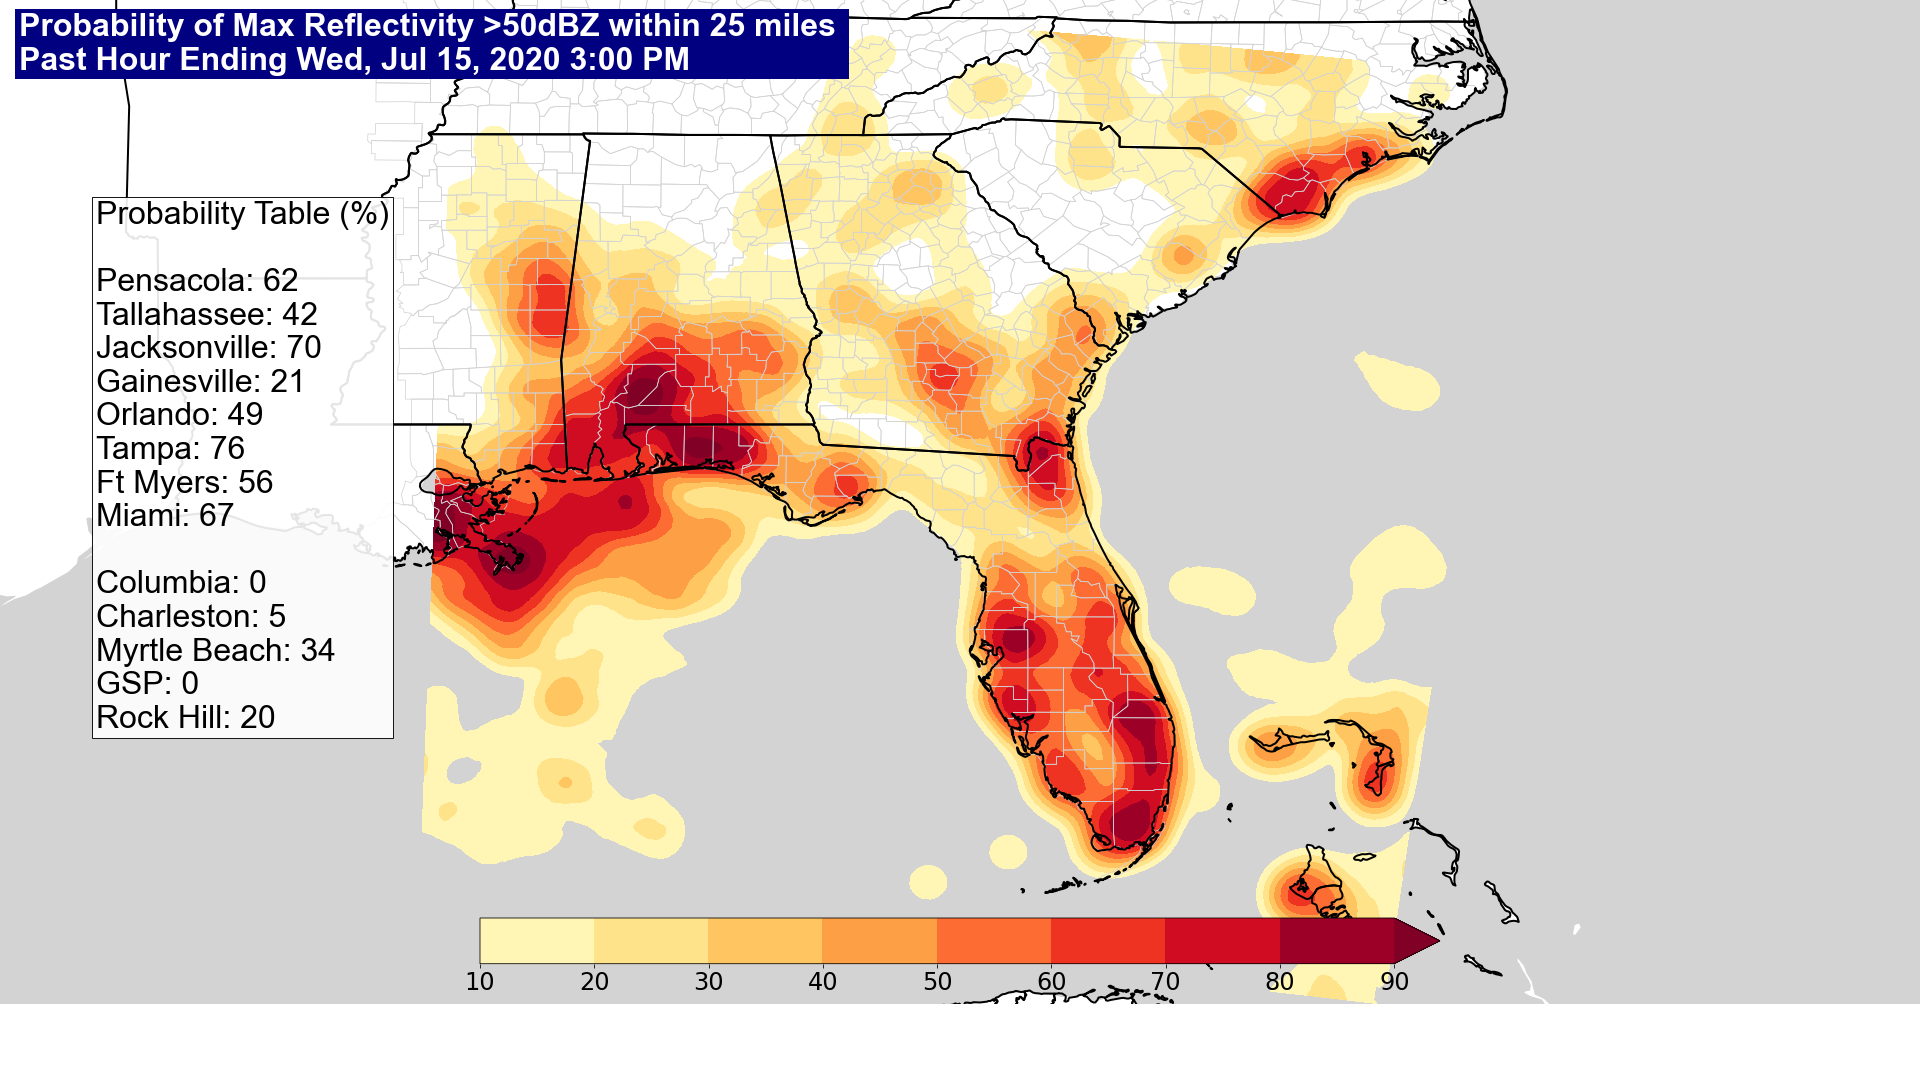 Probability of Max Reflectivity >50dBZ within 25 miles
Past Hour Ending Wed, Jul 15, 2020 3:00 PM
Probability Table (%)
Pensacola: 62
Tallahassee: 42
Jacksonville: 70
Gainesville: 21
Orlando: 49
Tampa: 76
Ft Myers: 56
Miami: 67
Columbia: 0
Charleston: 5
Myrtle Beach: 34
GSP: 0
Rock Hill: 20
10 20 30 40 50 60 70 80 90